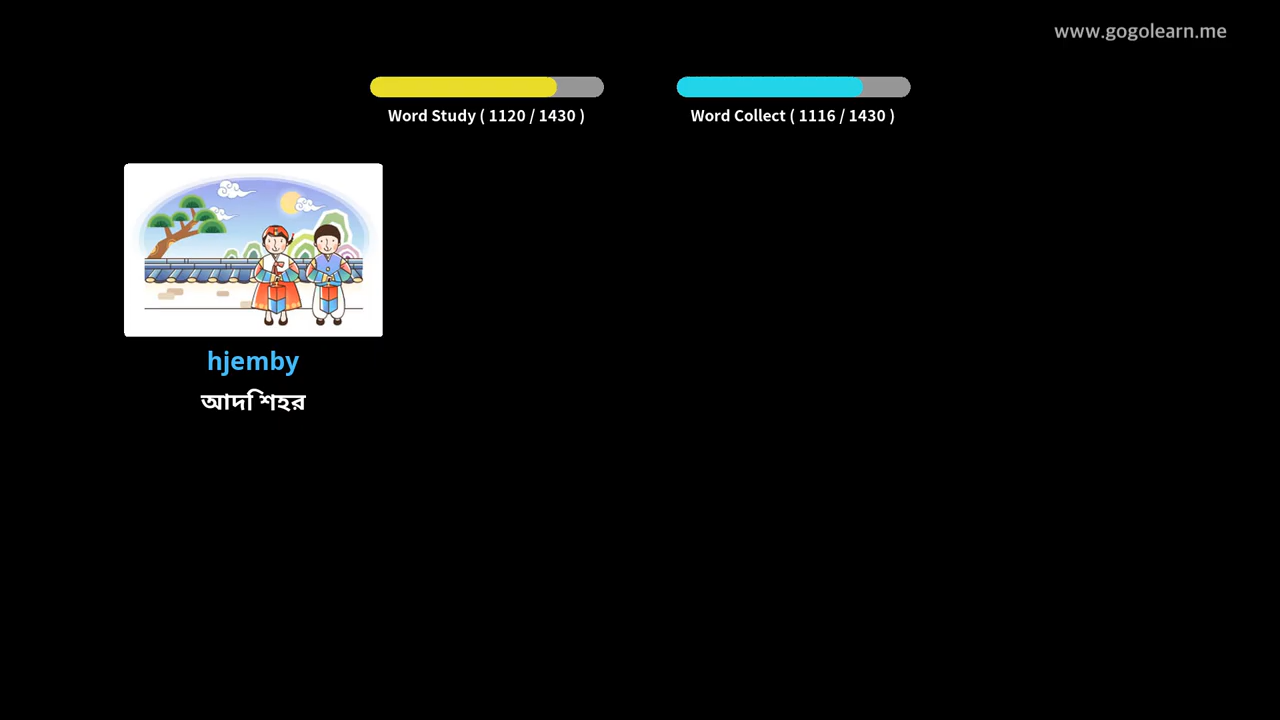 www.gogolearn.me
Word Study ( 1120 / 1430 )
Word Collect ( 1116 / 1430 )
hjemby
আদি শহর